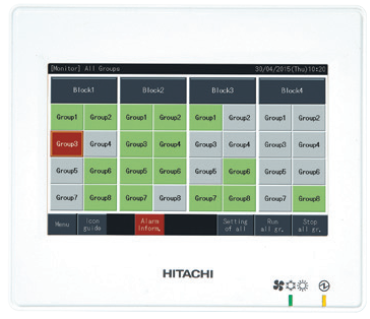 [Monitor] All Groups 30/04/2015(Thu)10:20
Block1 Block2 Block3 Block4
Group1 Group2 Group1 Group2 Group1 Group2 Group1 Group2
Group3 Group4 Group3 Group4 Group3 Group4 Group3 Group4
Group5 Group6 Group5 Group6 Group5 Group6 Group5 Group6
Group7 Group8 Group7 Group8 Group7 Group8 Group7 Group8
Menu Icon Alarm Setting Run Stop
guide Inform. of all all gr. all gr.
HITACHI